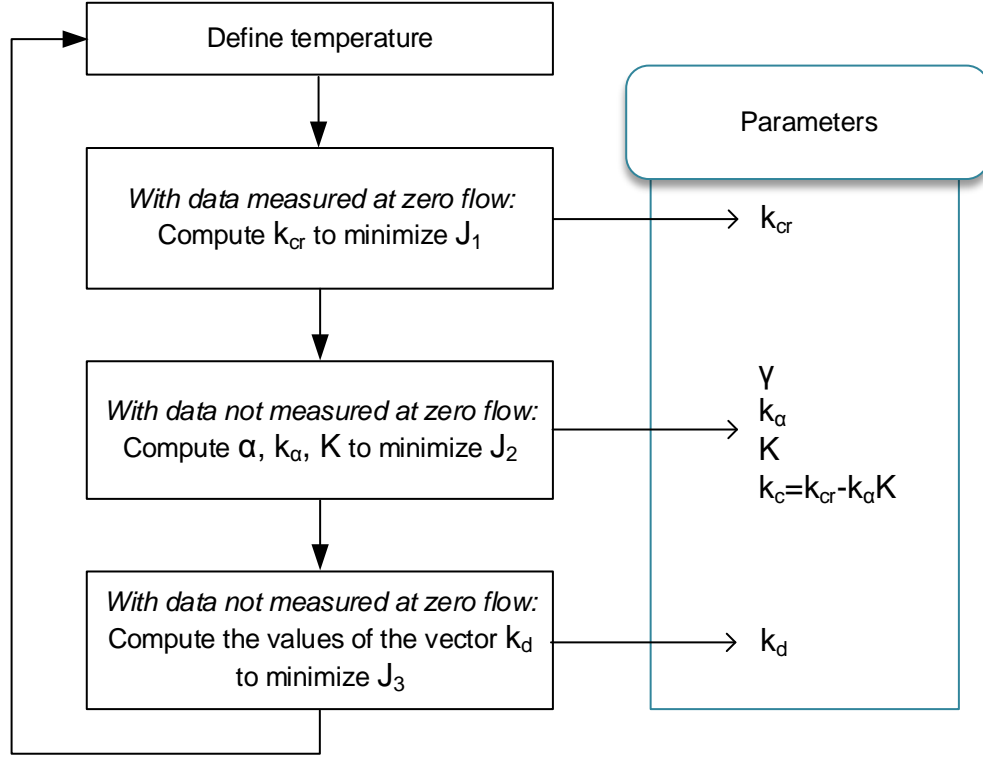 Define temperature
With data measured at zero flow:
Compute k_cr to minimize J_1
With data not measured at zero flow:
Compute α, k_α, K to minimize J_2
With data not measured at zero flow:
Compute the values of the vector k_d
to minimize J_3
Parameters
k_cr
γ
k_α
K
k_c=k_cr-k_αK
k_d